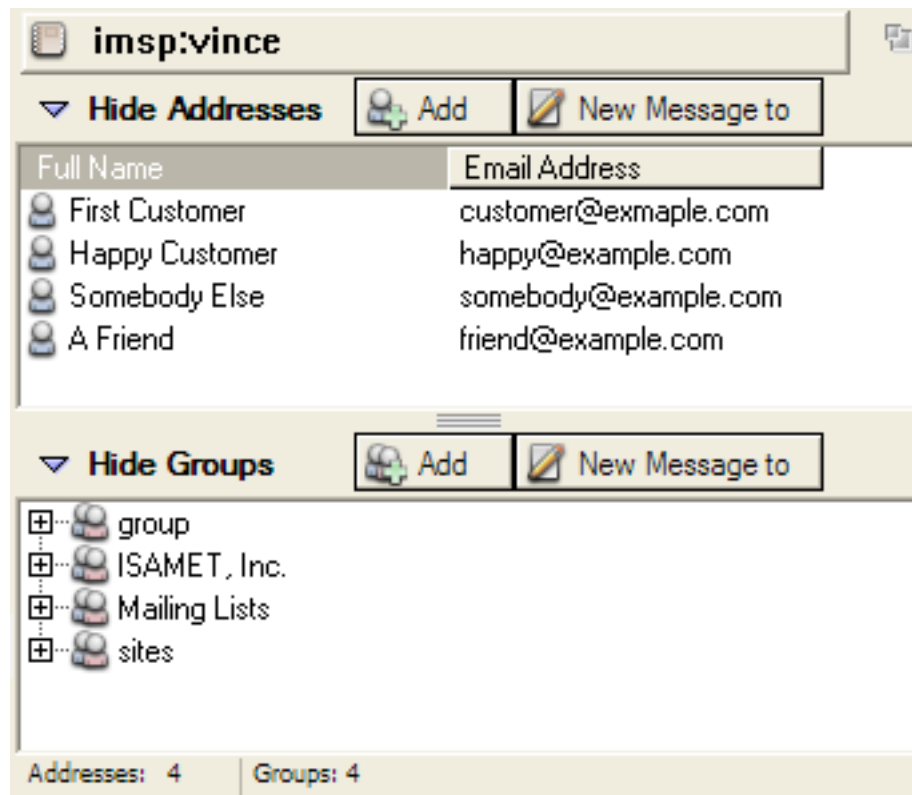 imsp:vince
Hide Addresses Add New Message to
Full Name Email Address
First Customer customer@exmaple.com
Happy Customer happy@example.com
Somebody Else somebody@example.com
A Friend friend@example.com
Hide Groups Add New Message to
group
ISAMET, Inc.
Mailing Lists
sites
Addresses: 4 Groups: 4